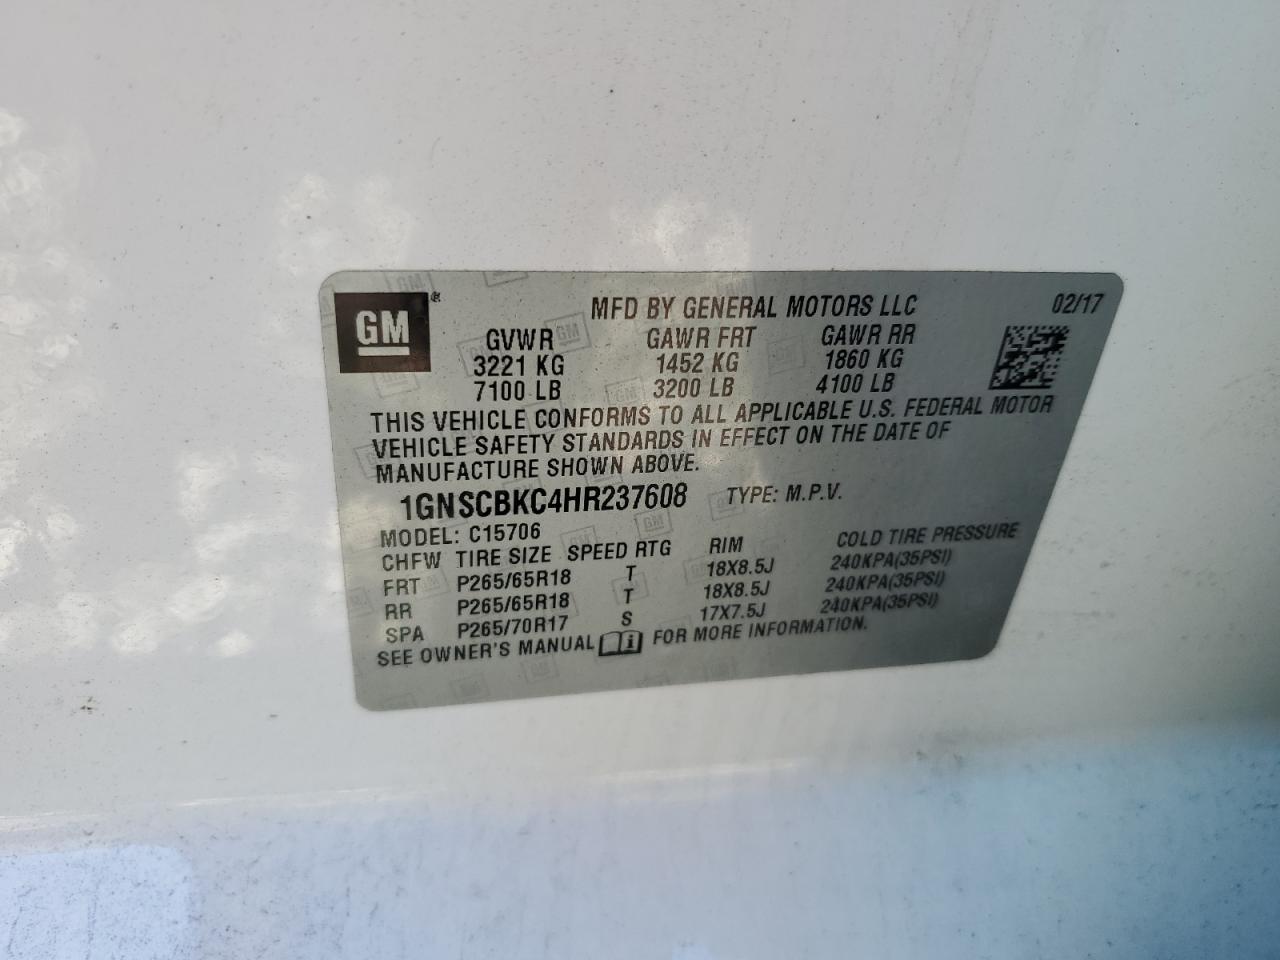 GM ®
MFD BY GENERAL MOTORS LLC 02/17
GVWR GAWR FRT GAWR RR
3221 KG 1452 KG 1860 KG
7100 LB 3200 LB 4100 LB
THIS VEHICLE CONFORMS TO ALL APPLICABLE U.S. FEDERAL MOTOR
VEHICLE SAFETY STANDARDS IN EFFECT ON THE DATE OF
MANUFACTURE SHOWN ABOVE.
1GNSCBKC4HR237608 TYPE: M.P.V.
MODEL: C15706
CHFW TIRE SIZE SPEED RTG RIM COLD TIRE PRESSURE
FRT P265/65R18 T 18X8.5J 240KPA(35PSI)
RR P265/65R18 T 18X8.5J 240KPA(35PSI)
SPA P265/70R17 S 17X7.5J 240KPA(35PSI)
SEE OWNER'S MANUAL i FOR MORE INFORMATION.